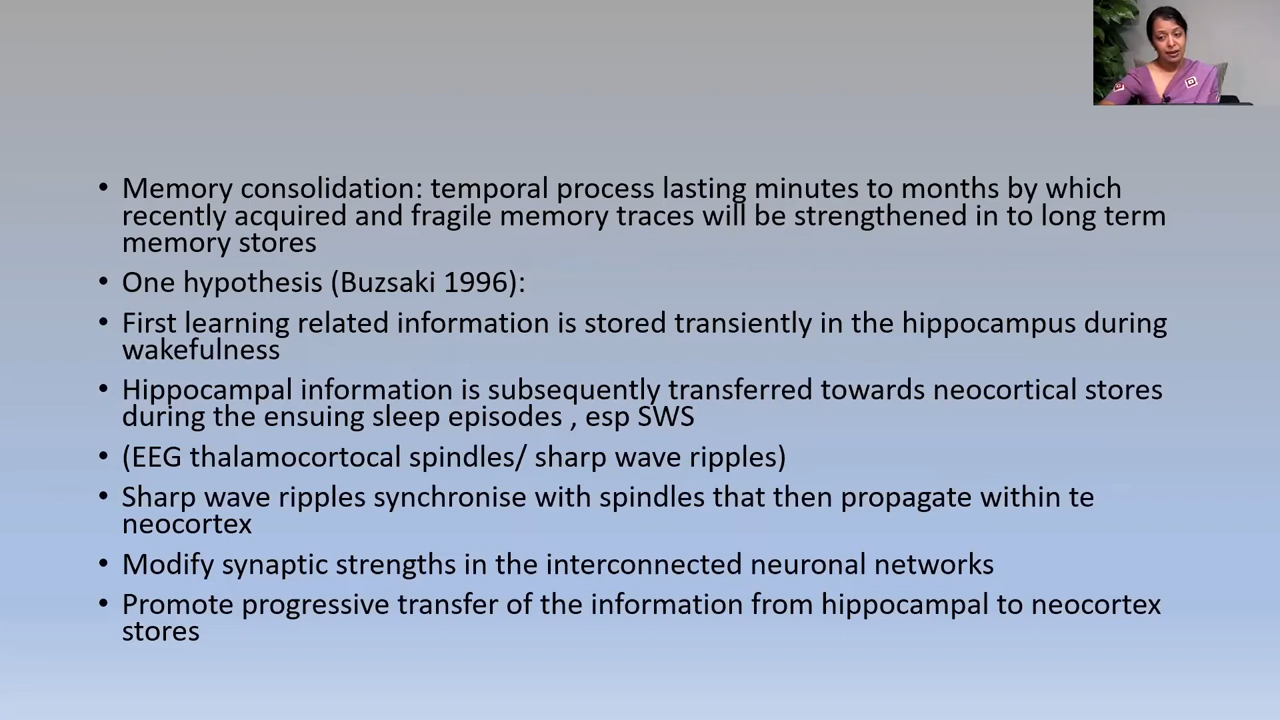 • Memory consolidation: temporal process lasting minutes to months by which
recently acquired and fragile memory traces will be strengthened in to long term
memory stores
• One hypothesis (Buzsaki 1996):
• First learning related information is stored transiently in the hippocampus during
wakefulness
• Hippocampal information is subsequently transferred towards neocortical stores
during the ensuing sleep episodes , esp SWS
• (EEG thalamocortocal spindles/ sharp wave ripples)
• Sharp wave ripples synchronise with spindles that then propagate within te
neocortex
• Modify synaptic strengths in the interconnected neuronal networks
• Promote progressive transfer of the information from hippocampal to neocortex
stores